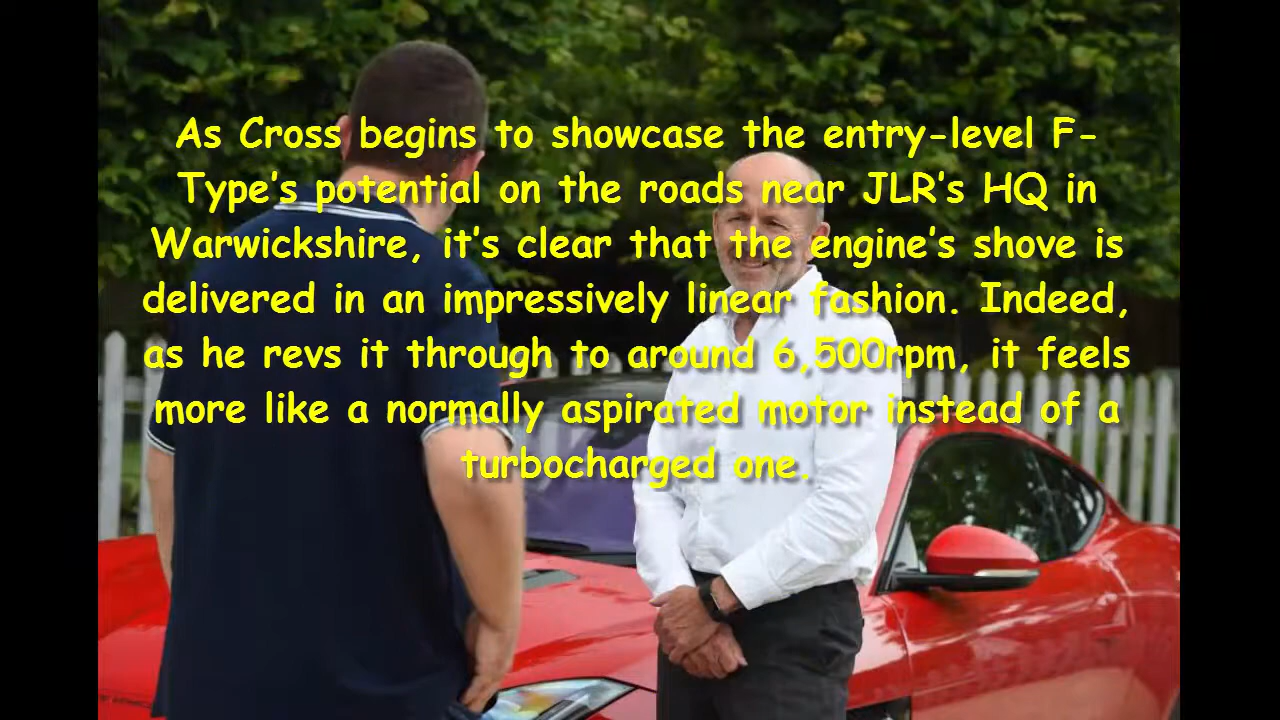 As Cross begins to showcase the entry-level F-
Type's potential on the roads near JLR's HQ in
Warwickshire, it's clear that the engine's shove is
delivered in an impressively linear fashion. Indeed,
as he revs it through to around 6,500rpm, it feels
more like a normally aspirated motor instead of a
turbocharged one.